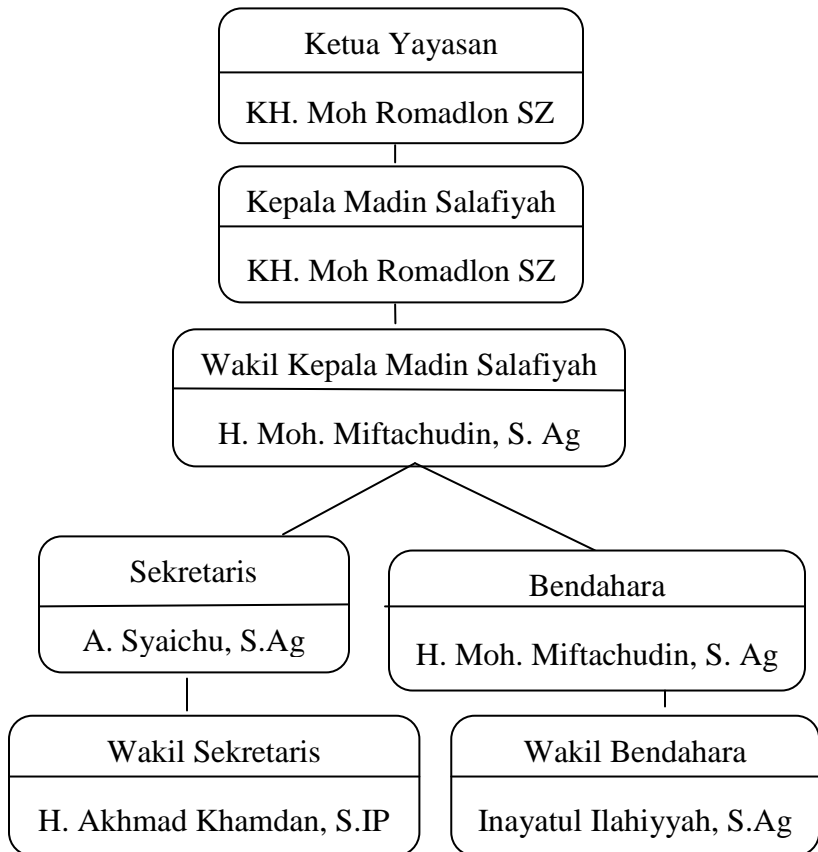 Ketua Yayasan
KH. Moh Romadlon SZ
Kepala Madin Salafiyah
KH. Moh Romadlon SZ
Wakil Kepala Madin Salafiyah
H. Moh. Miftachudin, S. Ag
Sekretaris
A. Syaichu, S.Ag
Bendahara
H. Moh. Miftachudin, S. Ag
Wakil Sekretaris
H. Akhmad Khamdan, S.IP
Wakil Bendahara
Inayatul Ilahiyyah, S.Ag